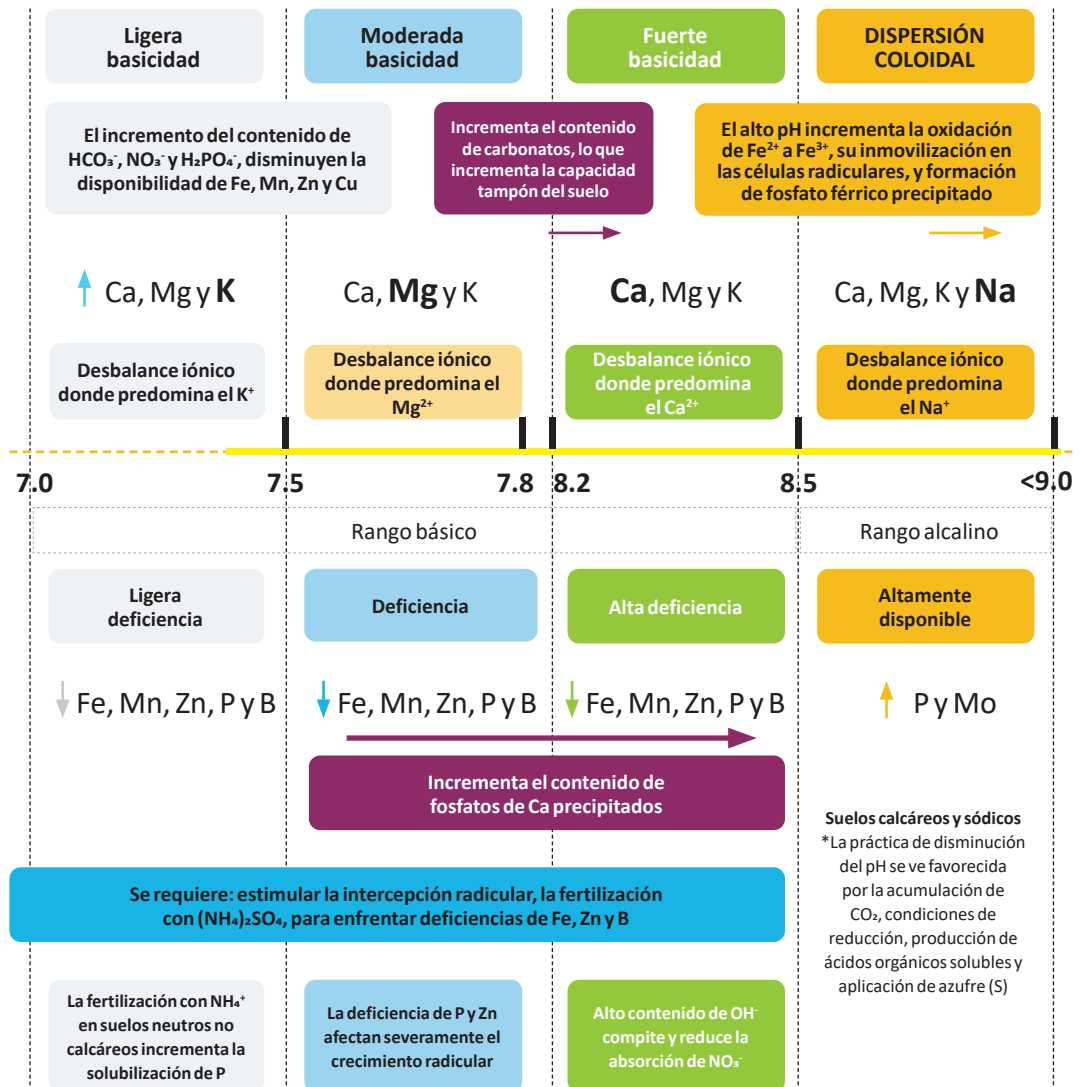 Ligera
basicidad
Moderada
basicidad
Fuerte
basicidad
DISPERSIÓN
COLOIDAL
El incremento del contenido de
HCO₃⁻, NO₃⁻ y H₂PO₄⁻, disminuyen la
disponibilidad de Fe, Mn, Zn y Cu
Incrementa el contenido
de carbonatos, lo que
incrementa la capacidad
tampón del suelo
El alto pH incrementa la oxidación
de Fe²⁺ a Fe³⁺, su inmovilización en
las células radiculares, y formación
de fosfato férrico precipitado
Ca, Mg y K
Ca, Mg y K
Ca, Mg y K
Ca, Mg, K y Na
Desbalance iónico
donde predomina el K⁺
Desbalance iónico
donde predomina el
Mg²⁺
Desbalance iónico
donde predomina
el Ca²⁺
Desbalance iónico
donde predomina
el Na⁺
7.0 7.5 7.8 8.2 8.5 <9.0
Rango básico
Rango alcalino
Ligera
deficiencia
Deficiencia
Alta deficiencia
Altamente
disponible
Fe, Mn, Zn, P y B
Fe, Mn, Zn, P y B
Fe, Mn, Zn, P y B
P y Mo
Incrementa el contenido de
fosfatos de Ca precipitados
Se requiere: estimular la intercepción radicular, la fertilización
con (NH₄)₂SO₄, para enfrentar deficiencias de Fe, Zn y B
Suelos calcáreos y sódicos
*La práctica de disminución
del pH se ve favorecida
por la acumulación de
CO₂, condiciones de
reducción, producción de
ácidos orgánicos solubles y
aplicación de azufre (S)
La fertilización con NH₄⁺
en suelos neutros no
calcáreos incrementa la
solubilización de P
La deficiencia de P y Zn
afectan severamente el
crecimiento radicular
Alto contenido de OH⁻
compite y reduce la
absorción de NO₃⁻